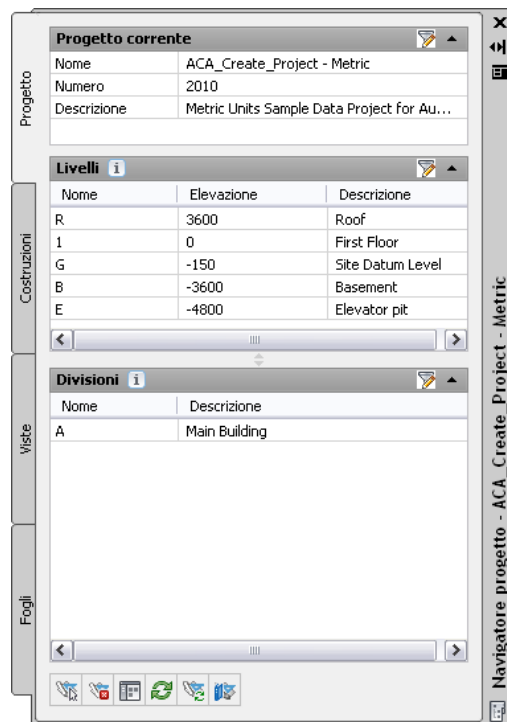 Progetto corrente
Nome ACA_Create_Project - Metric
Numero 2010
Descrizione Metric Units Sample Data Project for Au...
Livelli i
Nome Elevazione Descrizione
R 3600 Roof
1 0 First Floor
G -150 Site Datum Level
B -3600 Basement
E -4800 Elevator pit
Divisioni i
Nome Descrizione
A Main Building
Progetto
Costruzioni
Viste
Fogli
Navigatore progetto - ACA_Create_Project - Metric